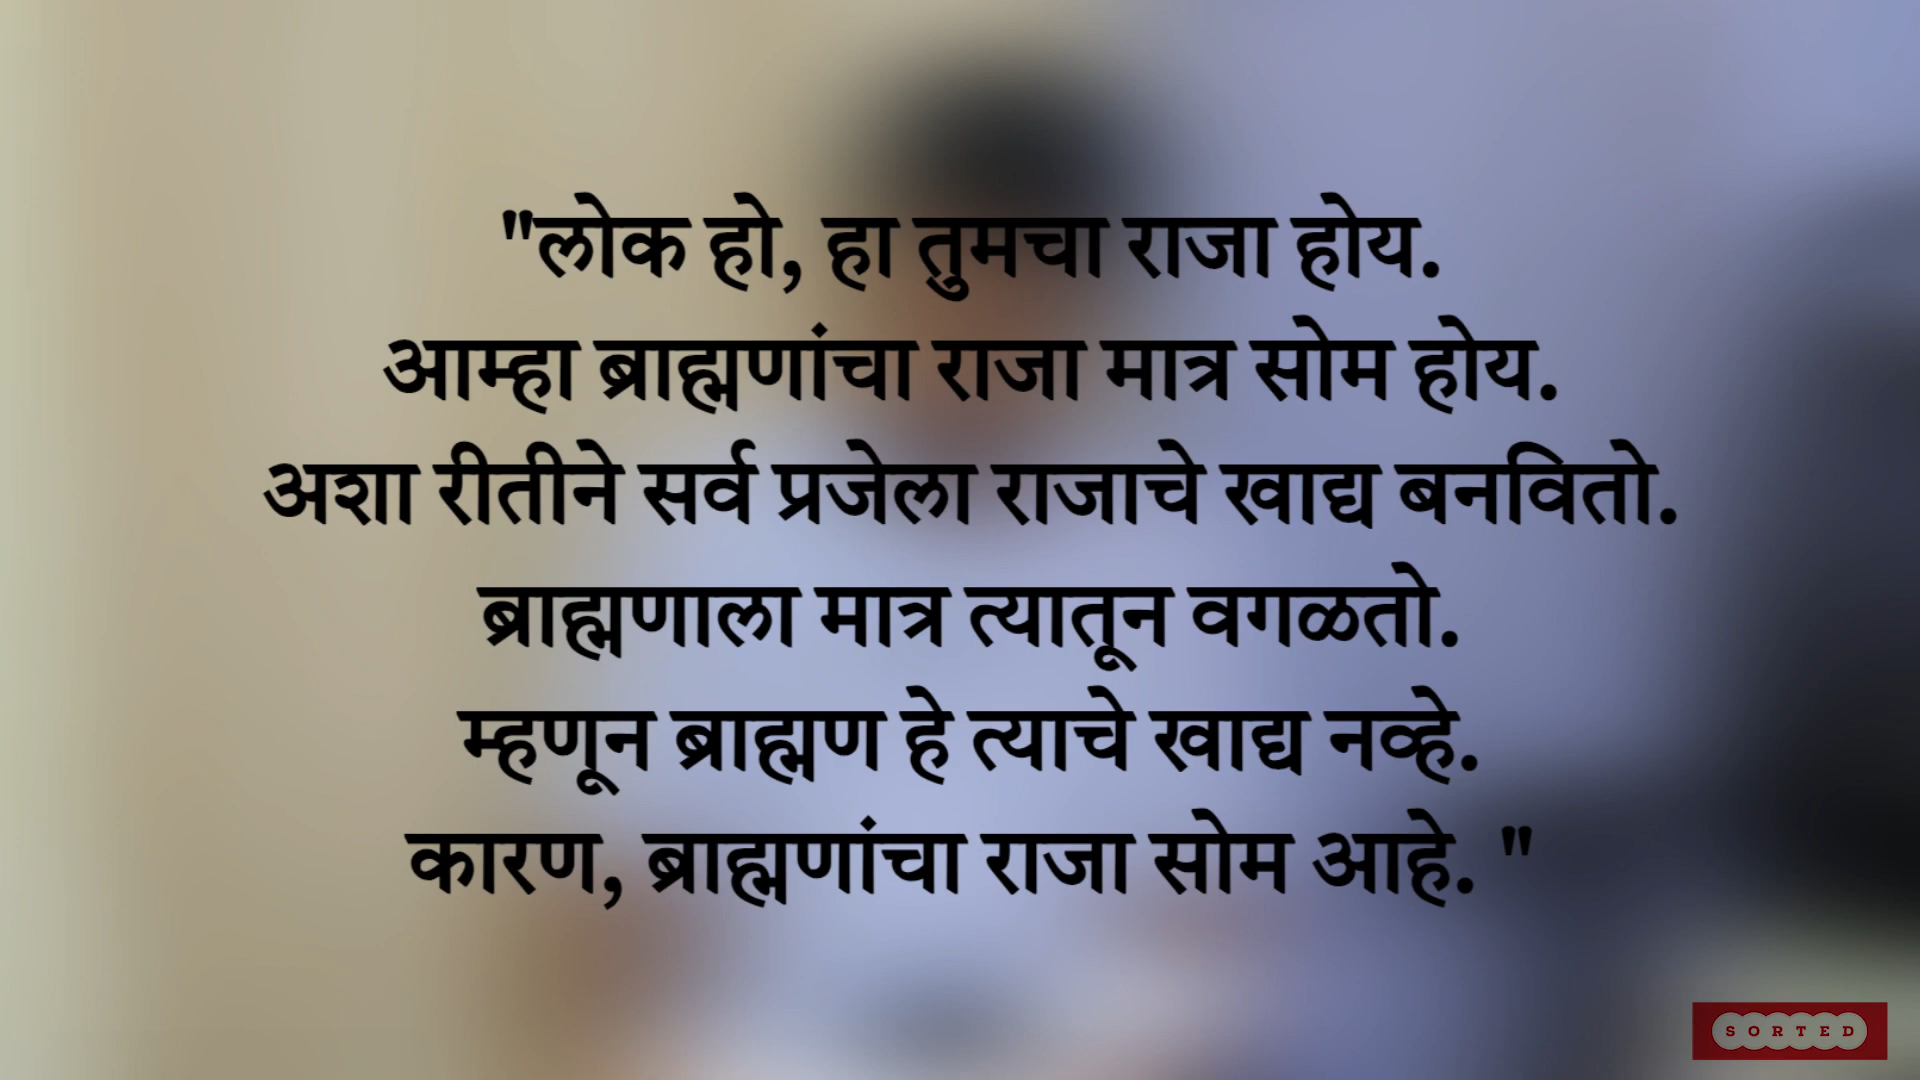 "लोक हो, हा तुमचा राजा होय.
आम्हा ब्राह्मणांचा राजा मात्र सोम होय.
अशा रीतीने सर्व प्रजेला राजाचे खाद्य बनवितो.
ब्राह्मणाला मात्र त्यातून वगळतो.
म्हणून ब्राह्मण हे त्याचे खाद्य नव्हे.
कारण, ब्राह्मणांचा राजा सोम आहे. "
SORTED